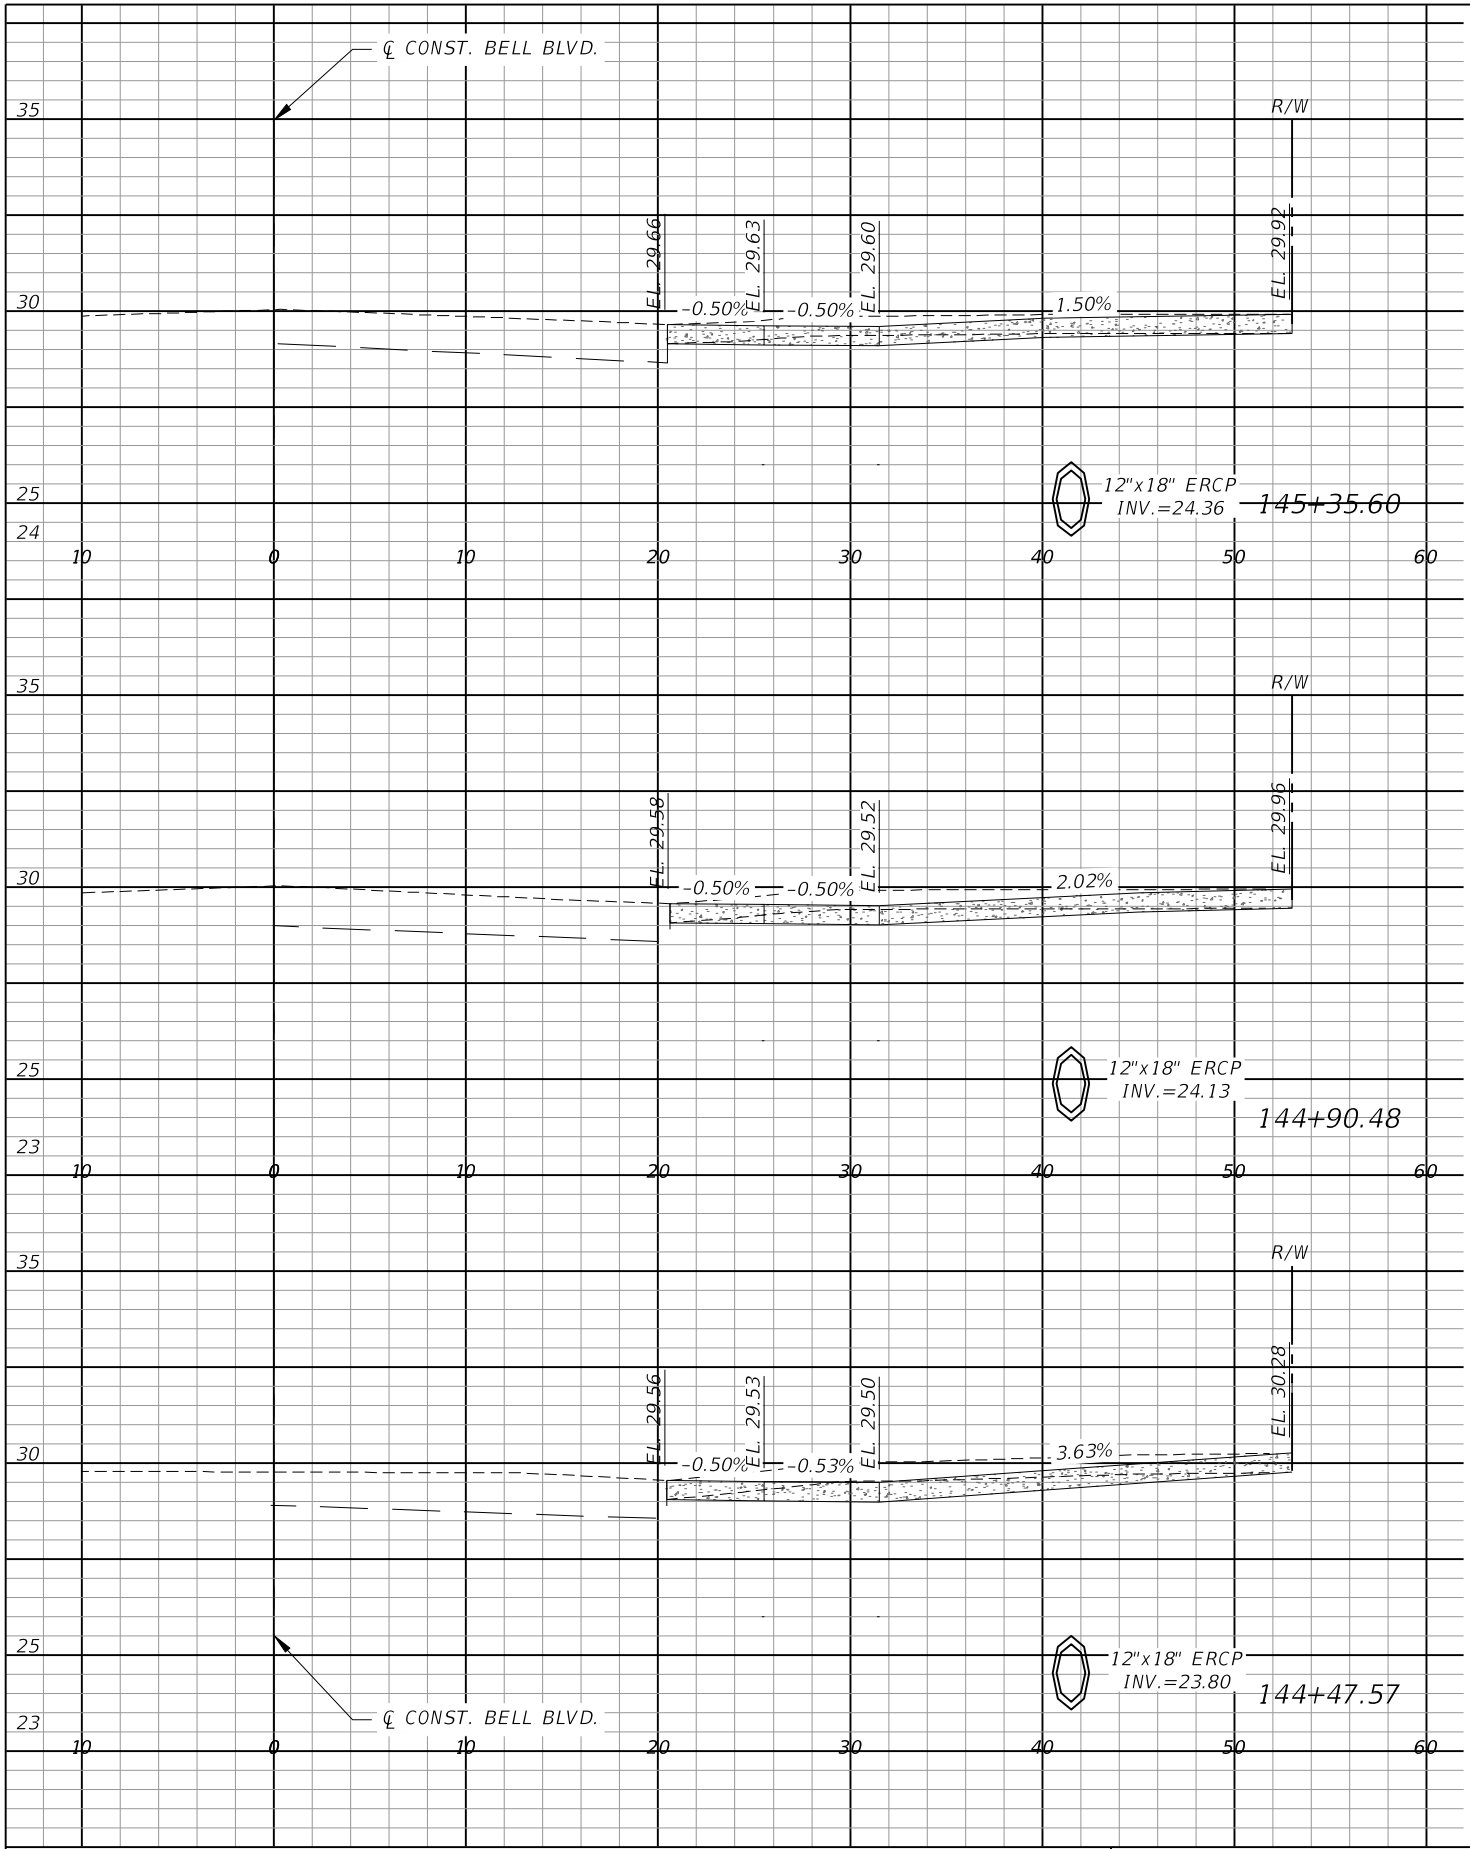 ℄ CONST. BELL BLVD.
35
R/W
EL. 29.66
EL. 29.63
EL. 29.60
EL. 29.92
30
-0.50%
-0.50%
1.50%
25
12"x18" ERCP
INV.=24.36
145+35.60
24
10 0 10 20 30 40 50 60
35
R/W
EL. 29.58
EL. 29.52
EL. 29.96
30
-0.50%
-0.50%
2.02%
25
12"x18" ERCP
INV.=24.13
144+90.48
23
10 0 10 20 30 40 50 60
35
R/W
EL. 29.56
EL. 29.53
EL. 29.50
EL. 30.28
30
-0.50%
-0.53%
3.63%
25
12"x18" ERCP
INV.=23.80
144+47.57
℄ CONST. BELL BLVD.
23
10 0 10 20 30 40 50 60